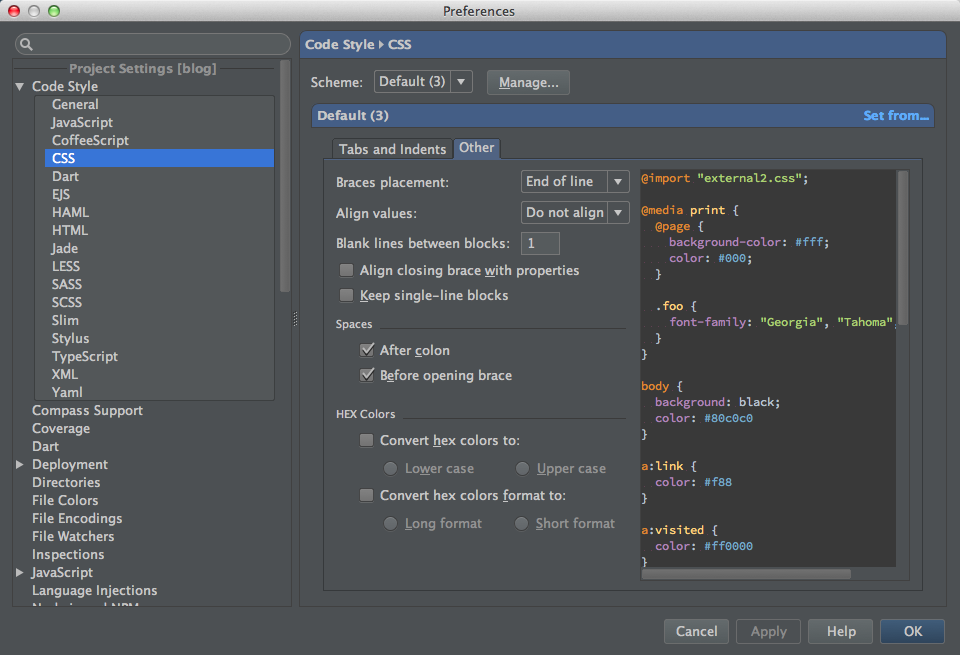 Preferences
Project Settings [blog]
Code Style
General
JavaScript
CoffeeScript
CSS
Dart
EJS
HAML
HTML
Jade
LESS
SASS
SCSS
Slim
Stylus
TypeScript
XML
Yaml
Compass Support
Coverage
Dart
Deployment
Directories
File Colors
File Encodings
File Watchers
Inspections
JavaScript
Language Injections
Code Style ▸ CSS
Scheme: Default (3) Manage...
Default (3) Set from...
Tabs and Indents Other
Braces placement: End of line
Align values: Do not align
Blank lines between blocks: 1
Align closing brace with properties
Keep single-line blocks
Spaces
After colon
Before opening brace
HEX Colors
Convert hex colors to:
Lower case Upper case
Convert hex colors format to:
Long format Short format
@import "external2.css";
@media print {
@page {
background-color: #fff;
color: #000;
}
.foo {
font-family: "Georgia", "Tahoma",
}
}
body {
background: black;
color: #80c0c0
}
a:link {
color: #f88
}
a:visited {
color: #ff0000
}
Cancel Apply Help OK